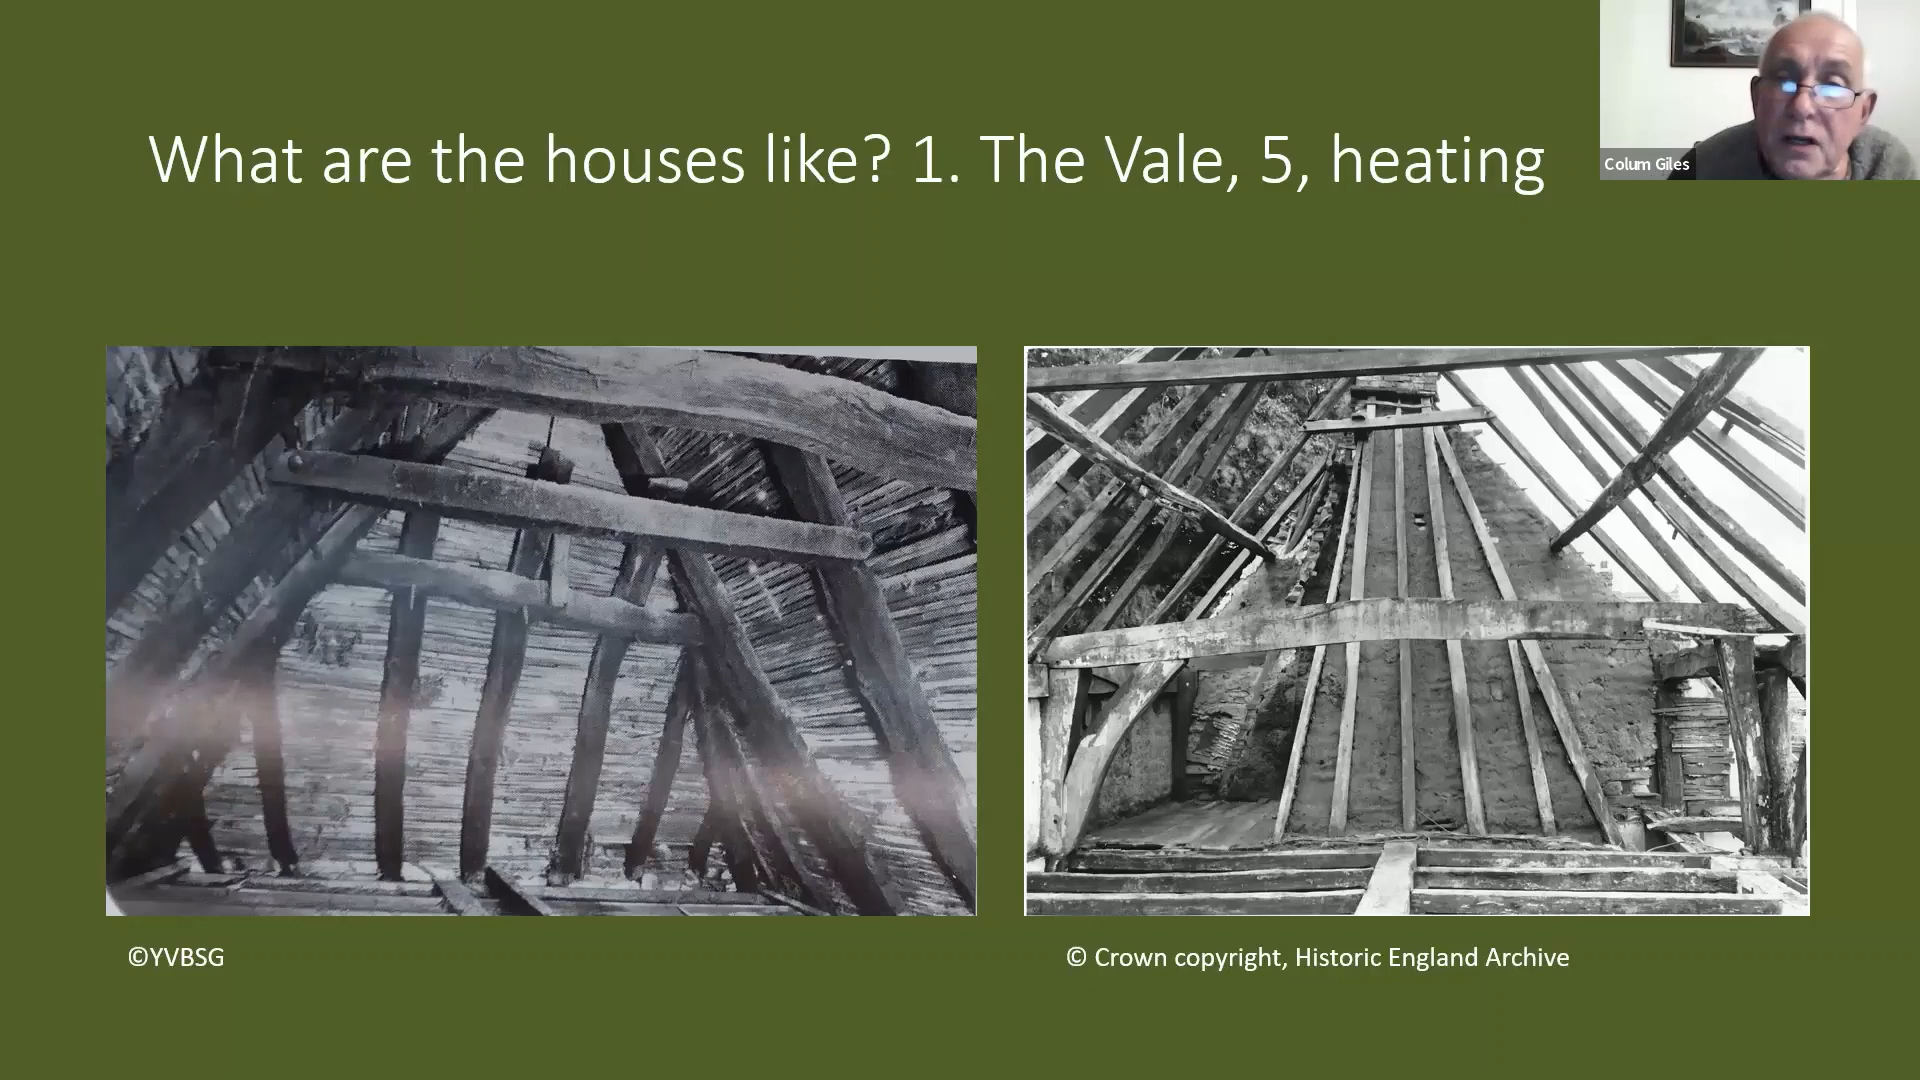 What are the houses like? 1. The Vale, 5, heating
Colum Giles
©YVBSG
© Crown copyright, Historic England Archive